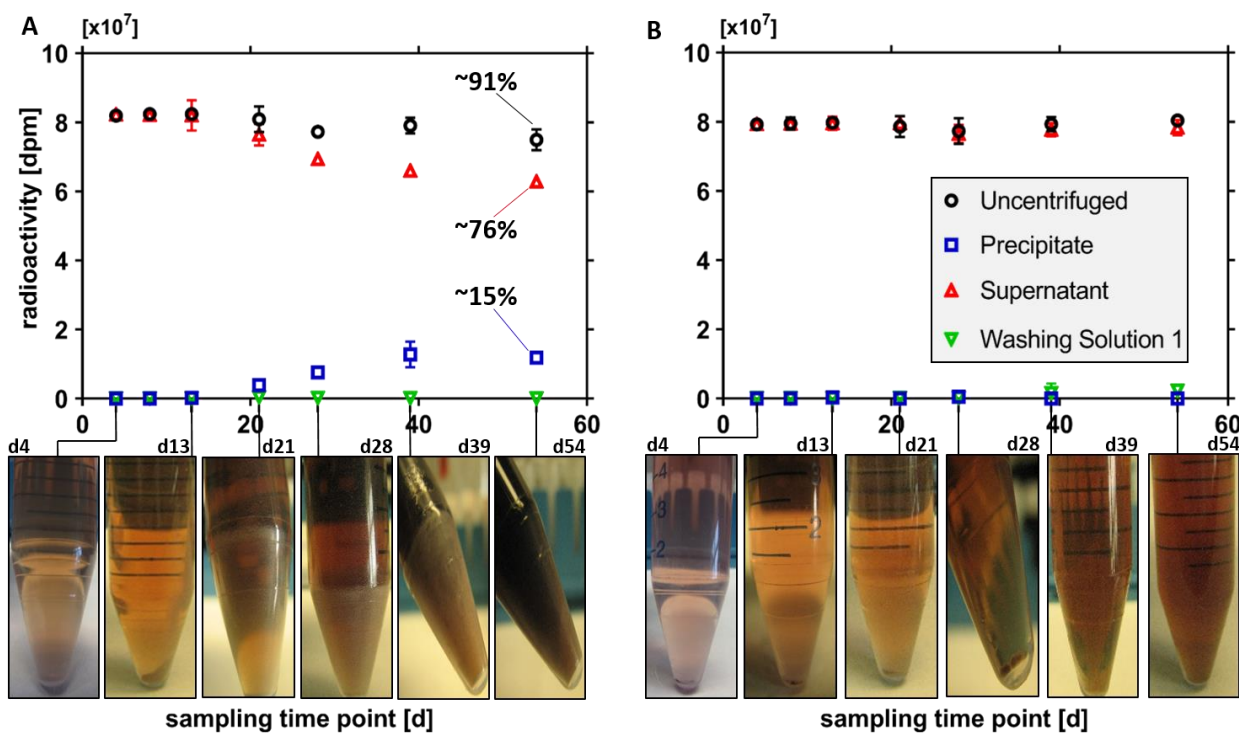 A
[x10⁷]
10
8
6
4
2
0
0
20
40
60
radioactivity [dpm]
~91%
~76%
~15%
d4
d13
d21
d28
d39
d54
sampling time point [d]
B
[x10⁷]
10
8
6
4
2
0
0
20
40
60
Uncentrifuged
Precipitate
Supernatant
Washing Solution 1
d4
d13
d21
d28
d39
d54
4
3
2
2
sampling time point [d]